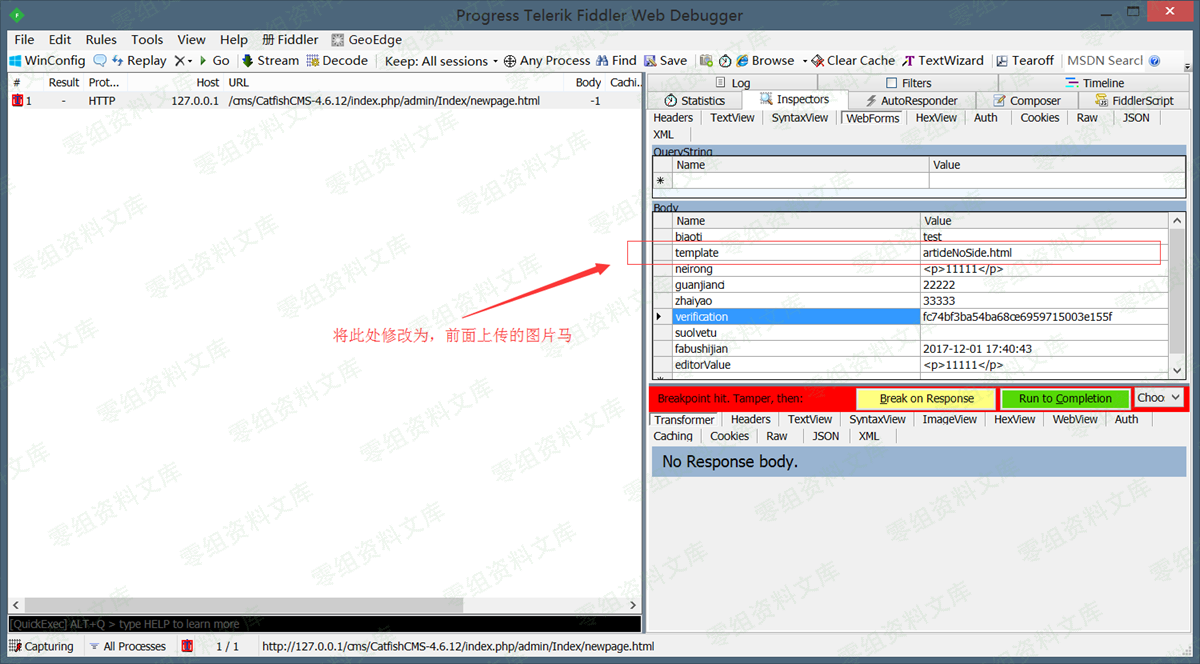 Progress Telerik Fiddler Web Debugger
File Edit Rules Tools View Help 册 Fiddler GeoEdge
WinConfig Replay Go Stream Decode Keep: All sessions Any Process Find Save Browse Clear Cache TextWizard Tearoff MSDN Search
# Result Prot... Host URL Body Cachi..
1 - HTTP 127.0.0.1 /cms/CatfishCMS-4.6.12/index.php/admin/Index/newpage.html -1
Log Filters Timeline
Statistics Inspectors AutoResponder Composer FiddlerScript
Headers TextView SyntaxView WebForms HexView Auth Cookies Raw JSON
XML
QueryString
Name Value
Body
Name Value
biaoti test
template articleNoSide.html
neirong <p>11111</p>
guanjianci 22222
zhaiyao 33333
verification fc74bf3ba54ba68ce6959715003e155f
suolvetu
fabushijian 2017-12-01 17:40:43
editorValue <p>11111</p>
将此处修改为，前面上传的图片马
Breakpoint hit. Tamper, then: Break on Response Run to Completion Choo
Transformer Headers TextView SyntaxView ImageView HexView WebView Auth
Caching Cookies Raw JSON XML
No Response body.
[QuickExec] ALT+Q > type HELP to learn more
Capturing All Processes 1 / 1 http://127.0.0.1/cms/CatfishCMS-4.6.12/index.php/admin/Index/newpage.html
零组资料文库